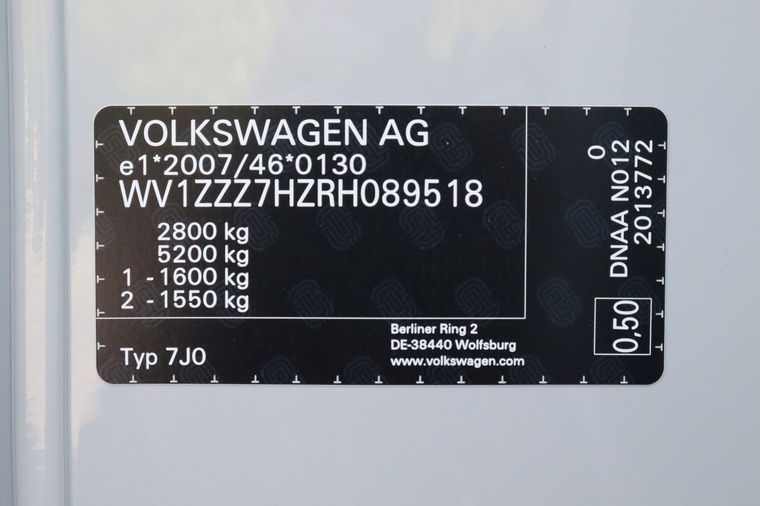 VOLKSWAGEN AG
e1*2007/46*0130
WV1ZZZ7HZRH089518
2800 kg
5200 kg
1 - 1600 kg
2 - 1550 kg
Typ 7J0
Berliner Ring 2
DE-38440 Wolfsburg
www.volkswagen.com
0
DNAA N012
2013772
0,50